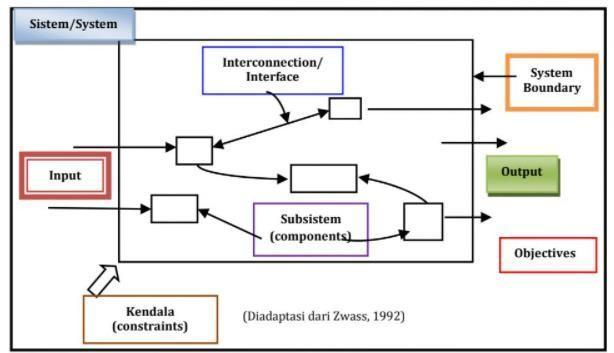 Sistem/System
Interconnection/
Interface
System
Boundary
Input
Output
Subsistem
(components)
Objectives
Kendala
(constraints)
(Diadaptasi dari Zwass, 1992)